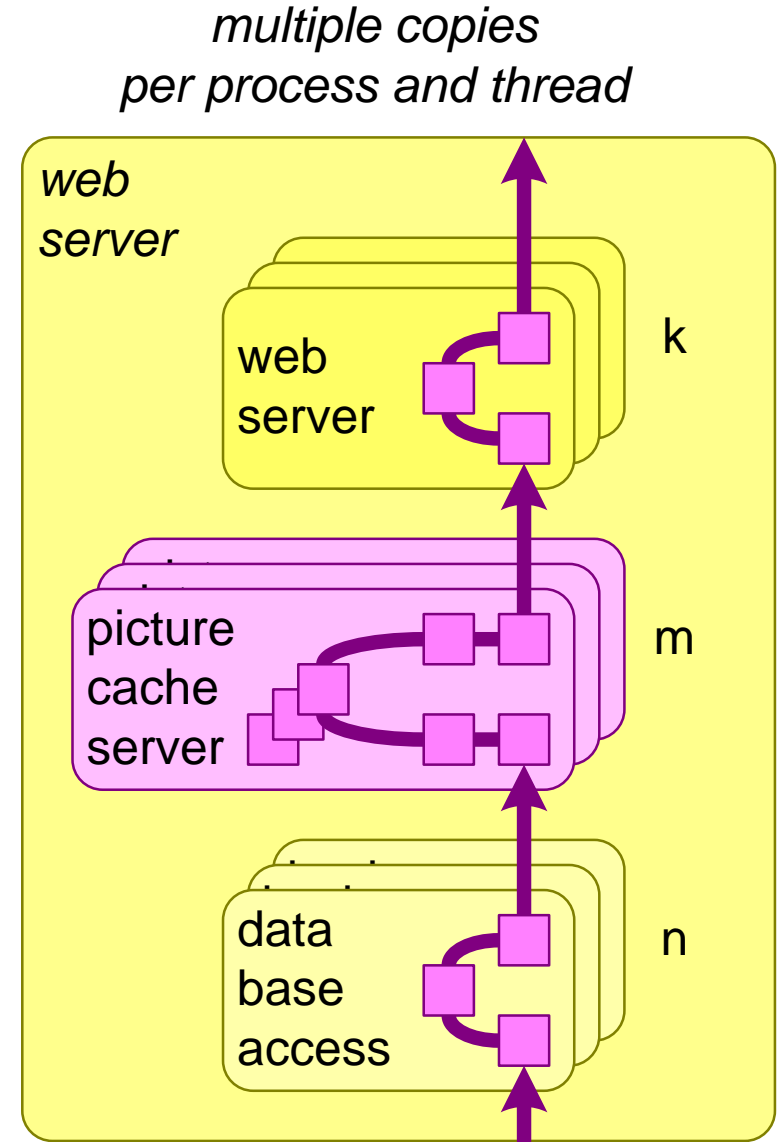 multiple copies
per process and thread
web
server
web
server
k
picture
cache
server
m
data
base
access
n